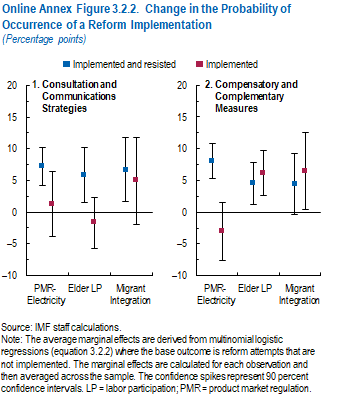 Online Annex Figure 3.2.2. Change in the Probability of
Occurrence of a Reform Implementation
(Percentage points)
Implemented and resisted Implemented
1. Consultation and
Communications
Strategies
20
15
10
5
0
–5
–10
PMR-
Electricity
Elder LP
Migrant
Integration
2. Compensatory and
Complementary
Measures
20
15
10
5
0
–5
–10
PMR-
Electricity
Elder LP
Migrant
Integration
Source: IMF staff calculations.
Note: The average marginal effects are derived from multinomial logistic
regressions (equation 3.2.2) where the base outcome is reform attempts that are
not implemented. The marginal effects are calculated for each observation and
then averaged across the sample. The confidence spikes represent 90 percent
confidence intervals. LP = labor participation; PMR = product market regulation.